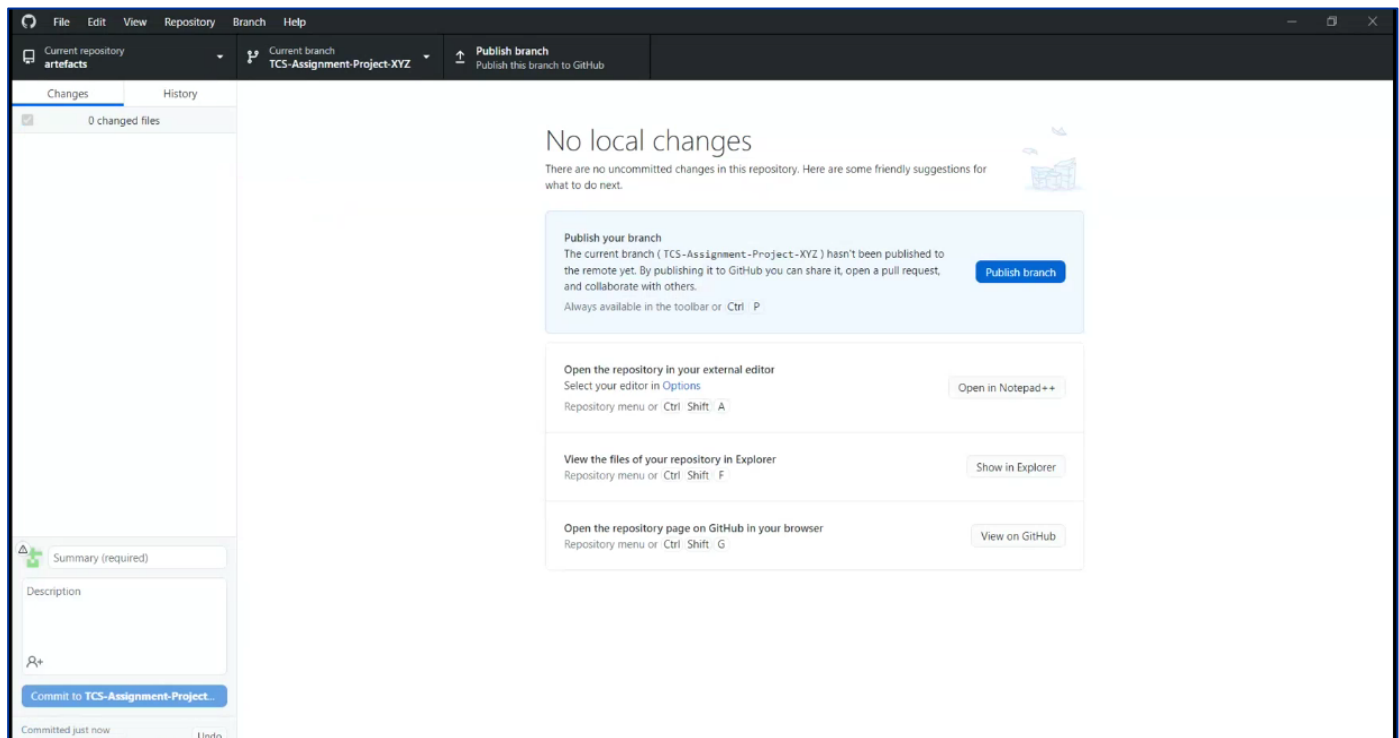 File Edit View Repository Branch Help
Current repository
artefacts
Current branch
TCS-Assignment-Project-XYZ
Publish branch
Publish this branch to GitHub
Changes History
0 changed files
No local changes
There are no uncommitted changes in this repository. Here are some friendly suggestions for
what to do next.
Publish your branch
The current branch ( TCS-Assignment-Project-XYZ ) hasn't been published to
the remote yet. By publishing it to GitHub you can share it, open a pull request,
and collaborate with others.
Always available in the toolbar or Ctrl P
Publish branch
Open the repository in your external editor
Select your editor in Options
Repository menu or Ctrl Shift A
Open in Notepad++
View the files of your repository in Explorer
Repository menu or Ctrl Shift F
Show in Explorer
Open the repository page on GitHub in your browser
Repository menu or Ctrl Shift G
View on GitHub
Summary (required)
Description
Commit to TCS-Assignment-Project...
Committed just now
Undo